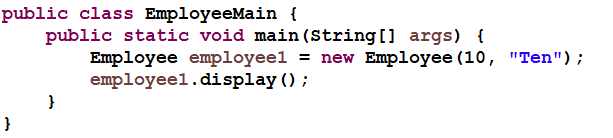 public class EmployeeMain {
    public static void main(String[] args) {
        Employee employee1 = new Employee(10, "Ten");
        employee1.display();
    }
}